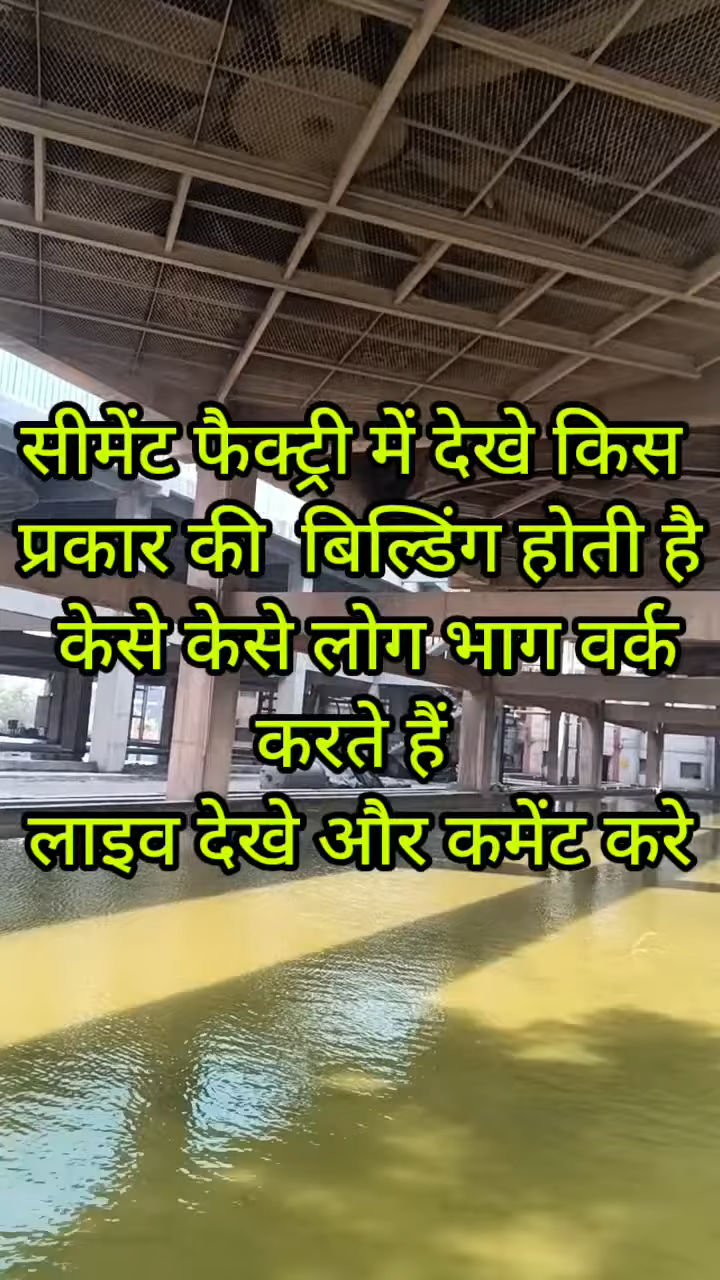 सीमेंट फैक्ट्री में देखे किस
प्रकार की बिल्डिंग होती है
केसे केसे लोग भाग वर्क
करते हैं
लाइव देखे और कमेंट करे